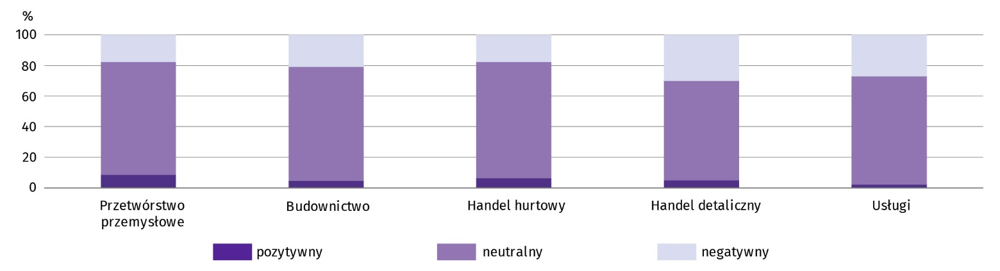 %
100
80
60
40
20
0
Przetwórstwo
przemysłowe
Budownictwo
Handel hurtowy
Handel detaliczny
Usługi
pozytywny
neutralny
negatywny